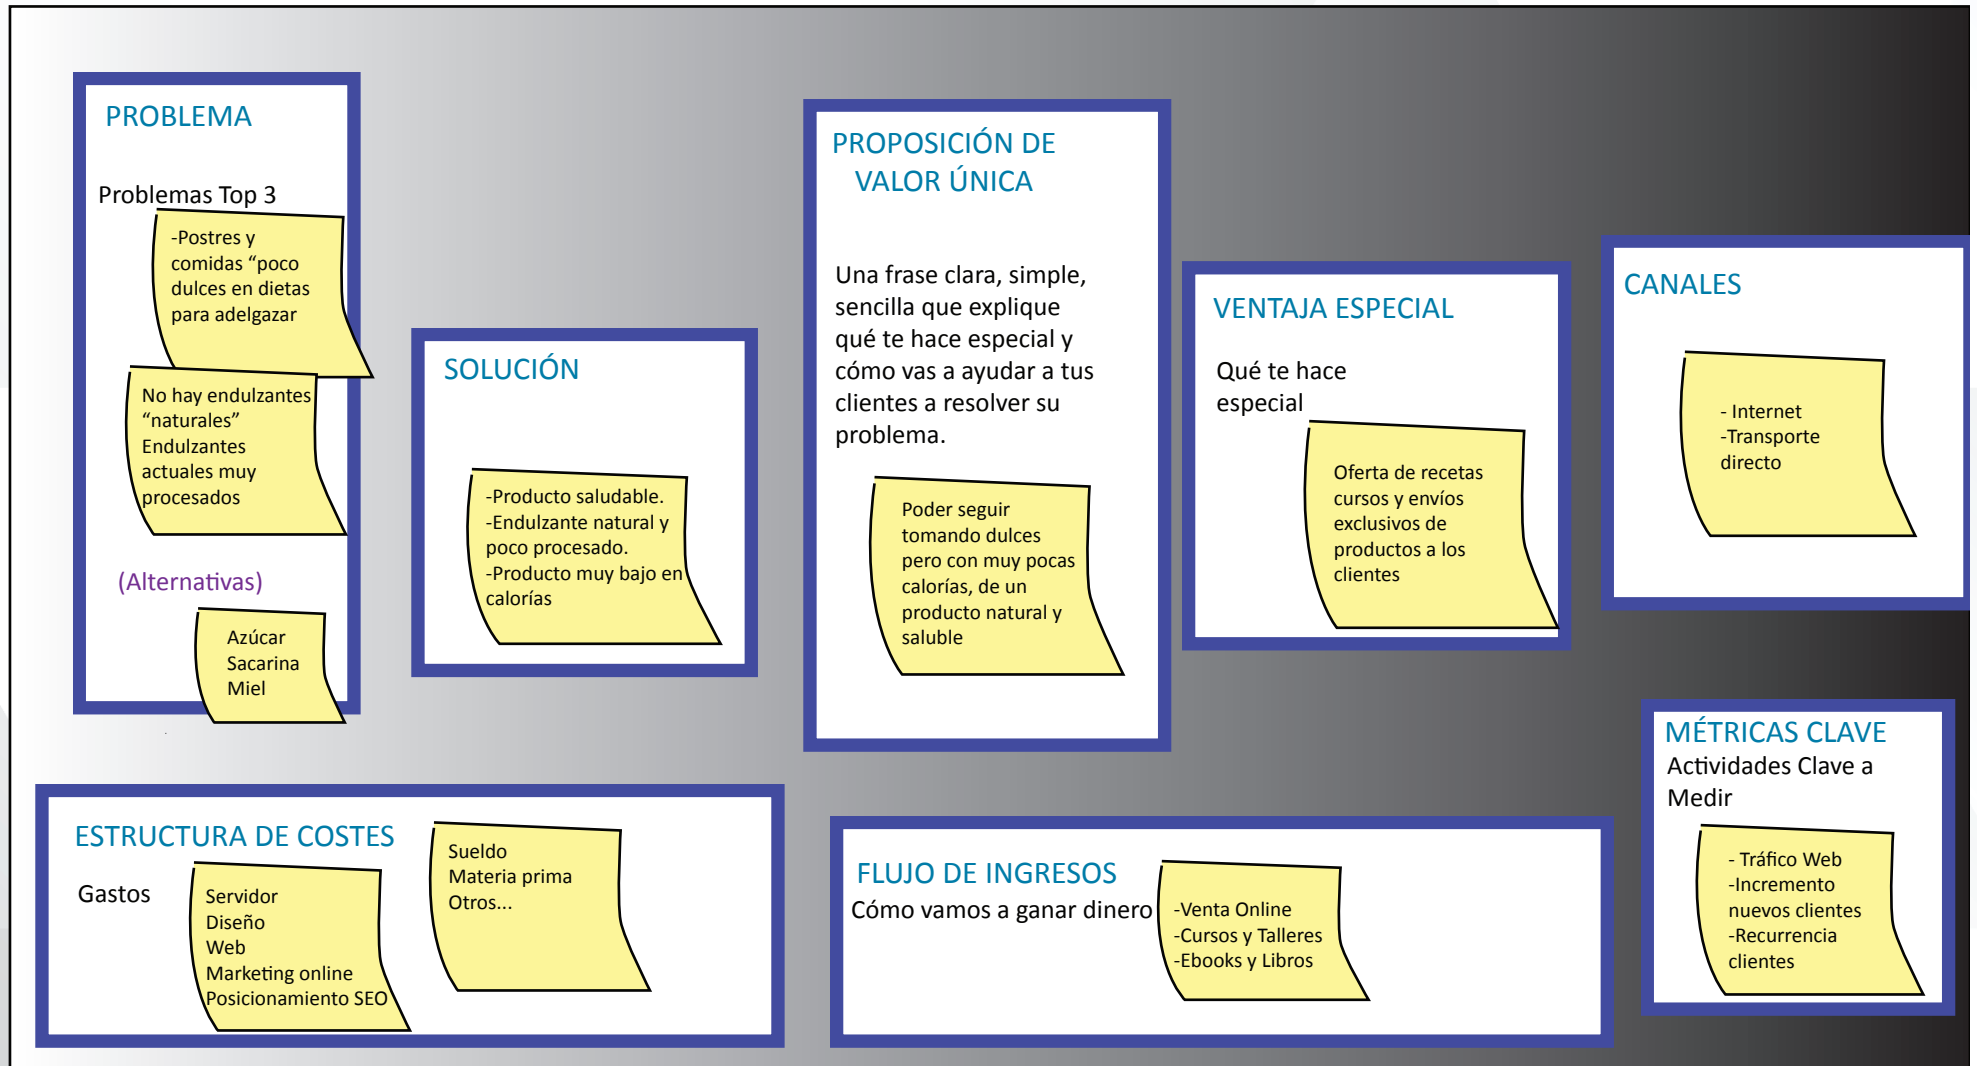 PROBLEMA
Problemas Top 3
-Postres y
comidas “poco
dulces en dietas
para adelgazar
No hay endulzantes
“naturales”
Endulzantes
actuales muy
procesados
(Alternativas)
Azúcar
Sacarina
Miel
SOLUCIÓN
-Producto saludable.
-Endulzante natural y
poco procesado.
-Producto muy bajo en
calorías
PROPOSICIÓN DE
VALOR ÚNICA
Una frase clara, simple,
sencilla que explique
qué te hace especial y
cómo vas a ayudar a tus
clientes a resolver su
problema.
Poder seguir
tomando dulces
pero con muy pocas
calorías, de un
producto natural y
saluble
VENTAJA ESPECIAL
Qué te hace
especial
Oferta de recetas
cursos y envíos
exclusivos de
productos a los
clientes
CANALES
- Internet
-Transporte
directo
ESTRUCTURA DE COSTES
Gastos
Servidor
Diseño
Web
Marketing online
Posicionamiento SEO
Sueldo
Materia prima
Otros...
FLUJO DE INGRESOS
Cómo vamos a ganar dinero
-Venta Online
-Cursos y Talleres
-Ebooks y Libros
MÉTRICAS CLAVE
Actividades Clave a
Medir
- Tráfico Web
-Incremento
nuevos clientes
-Recurrencia
clientes